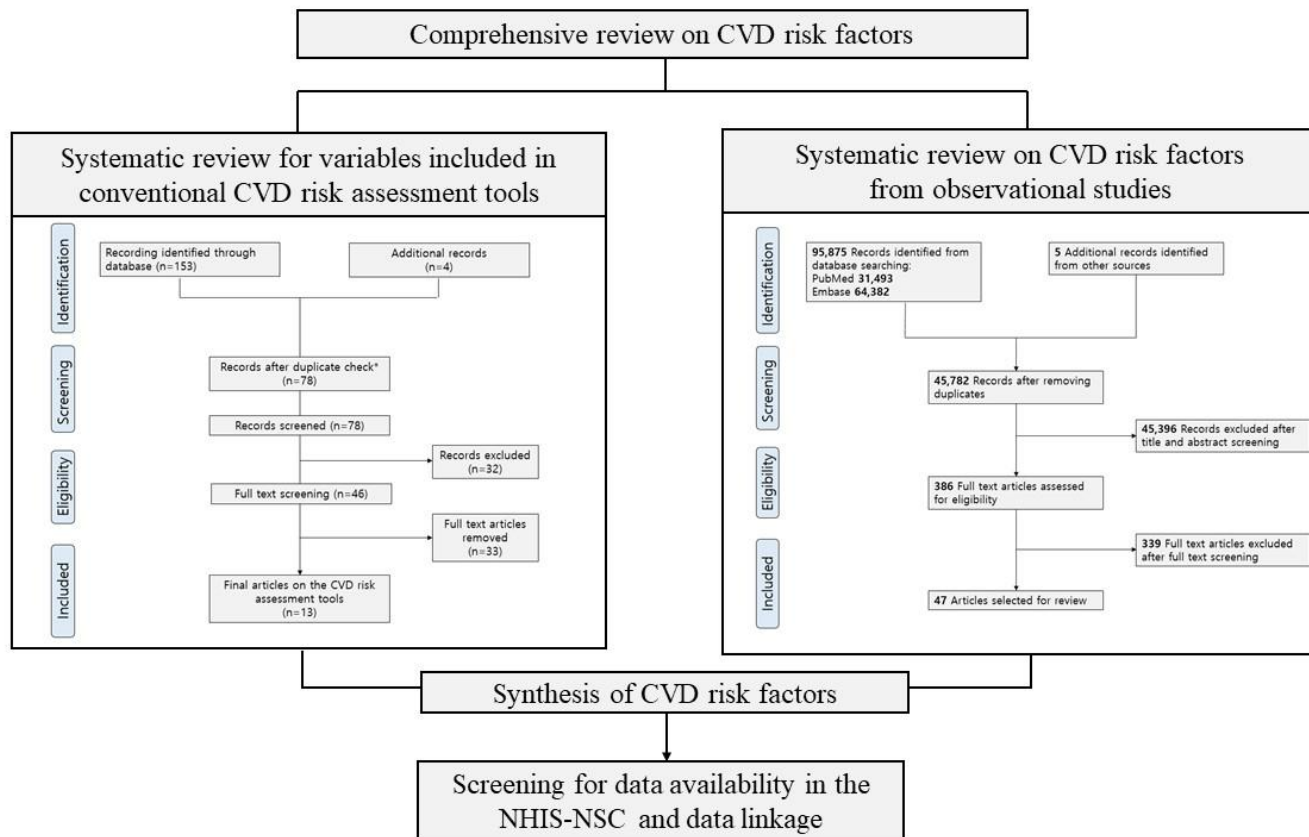 Comprehensive review on CVD risk factors
Systematic review for variables included in
conventional CVD risk assessment tools
Identification
Recording identified through
database (n=153)
Additional records
(n=4)
Screening
Records after duplicate check*
(n=78)
Records screened (n=78)
Records excluded
(n=32)
Eligibility
Full text screening (n=46)
Full text articles
removed
(n=33)
Included
Final articles on the CVD risk
assessment tools
(n=13)
Systematic review on CVD risk factors
from observational studies
Identification
95,875 Records identified from
database searching:
PubMed 31,493
Embase 64,382
5 Additional records identified
from other sources
Screening
45,782 Records after removing
duplicates
45,396 Records excluded after
title and abstract screening
Eligibility
386 Full text articles assessed
for eligibility
339 Full text articles excluded
after full text screening
Included
47 Articles selected for review
Synthesis of CVD risk factors
Screening for data availability in the
NHIS-NSC and data linkage